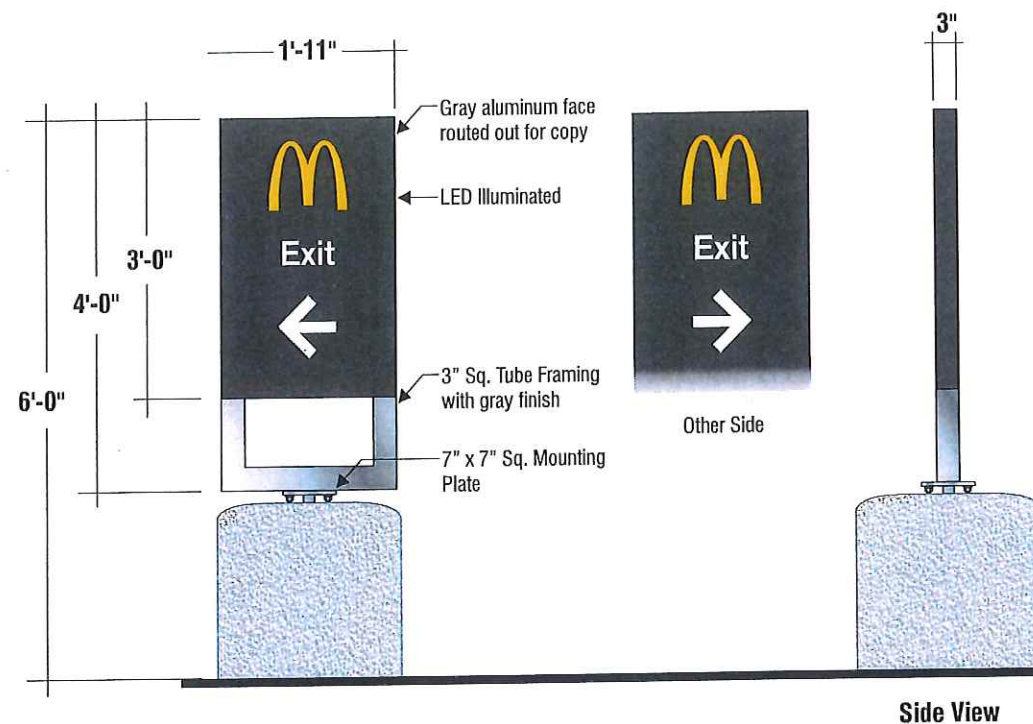 1'-11"
3"
Gray aluminum face
routed out for copy
LED Illuminated
Exit
Exit
3'-0"
4'-0"
6'-0"
3" Sq. Tube Framing
with gray finish
Other Side
7" x 7" Sq. Mounting
Plate
Side View